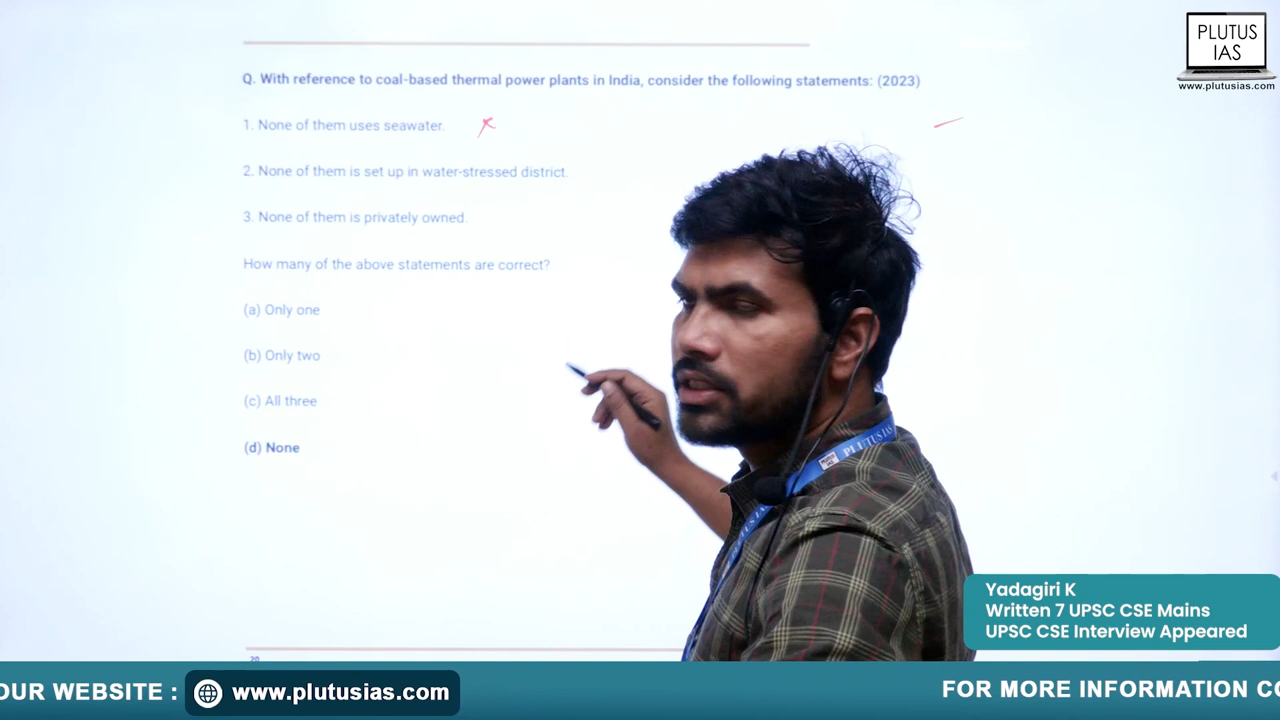 PLUTUS
IAS
www.plutusias.com
Q. With reference to coal-based thermal power plants in India, consider the following statements: (2023)
1. None of them uses seawater.
2. None of them is set up in water-stressed district.
3. None of them is privately owned.
How many of the above statements are correct?
(a) Only one
(b) Only two
(c) All three
(d) None
PLUTUS IAS
Yadagiri K
Written 7 UPSC CSE Mains
UPSC CSE Interview Appeared
20
OUR WEBSITE : www.plutusias.com
FOR MORE INFORMATION CO